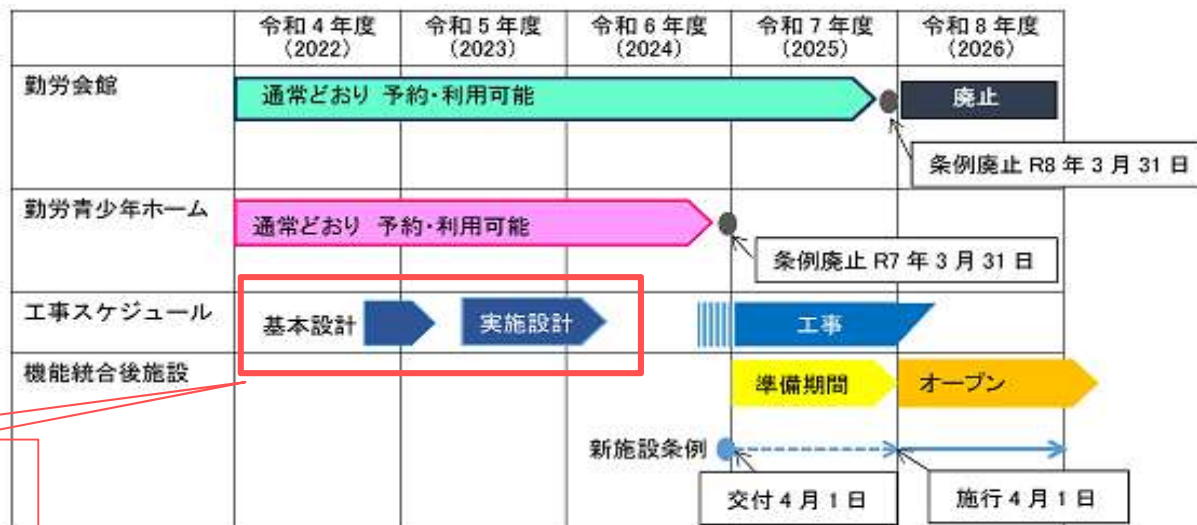 令和4年度 令和5年度 令和6年度 令和7年度 令和8年度
(2022) (2023) (2024) (2025) (2026)
勤労会館
通常どおり 予約・利用可能
廃止
条例廃止 R8 年 3 月 31 日
勤労青少年ホーム
通常どおり 予約・利用可能
条例廃止 R7 年 3 月 31 日
工事スケジュール
基本設計
実施設計
工事
機能統合後施設
準備期間
オープン
新施設条例
交付 4 月 1 日
施行 4 月 1 日